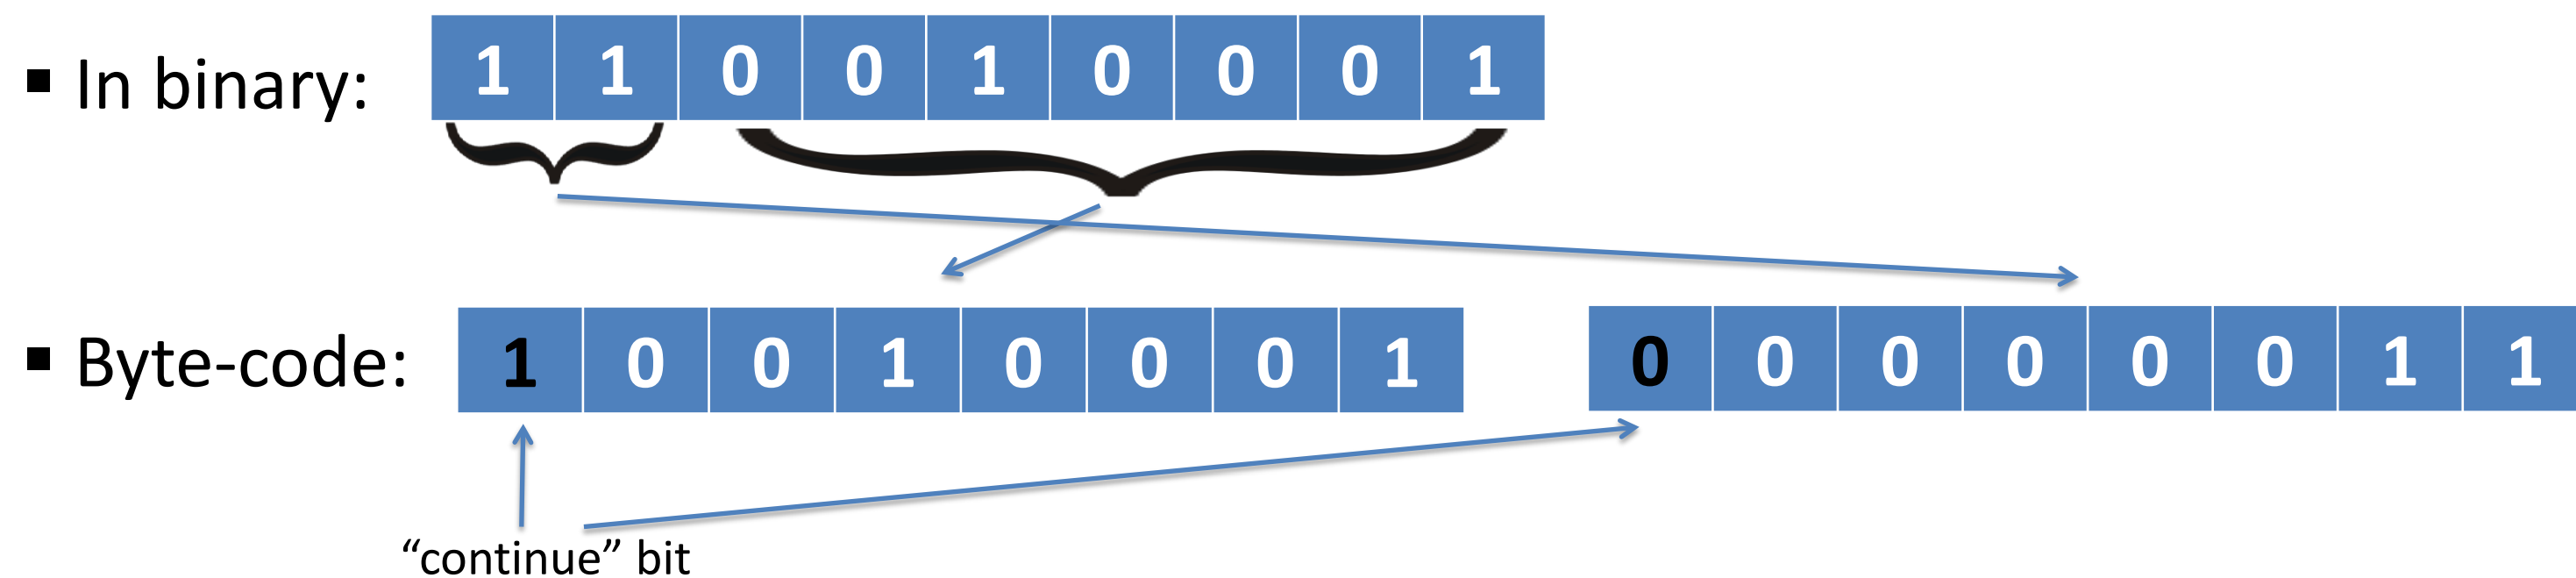 ▪ In binary: 1 1 0 0 1 0 0 0 1
▪ Byte-code: 1 0 0 1 0 0 0 1 0 0 0 0 0 0 1 1
“continue” bit